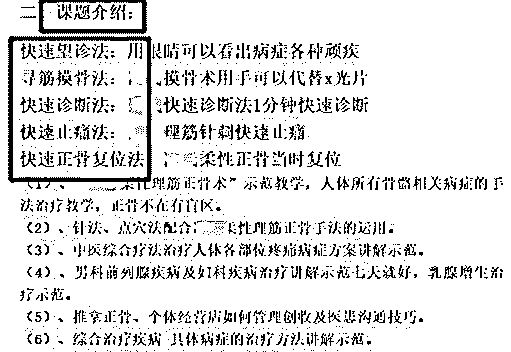 二 课题介绍：
快速望诊法：用眼睛可以看出病症各种顽疾
寻筋摸骨法：摸骨术用手可以代替x光片
快速诊断法：快速诊断法1分钟快速诊断
快速止痛法：理筋针刺快速止痛
快速正骨复位法 柔性正骨当时复位
（1）、“柔性理筋正骨术”示范教学，人体所有骨骼相关病症的手
法治疗教学，正骨不在有盲区。
（2）、针法、点穴法配合柔性理筋正骨手法的运用。
（3）、中医综合疗法治疗人体各部位疼痛病症方案讲解示范。
（4）、男科前列腺疾病及妇科疾病治疗讲解示范七天就好，乳腺增生治
疗示范。
（5）、推拿正骨、个体经营店如何管理创收及医患沟通技巧。
（6）、综合治疗疾病 具体病症的治疗方法讲解示范。